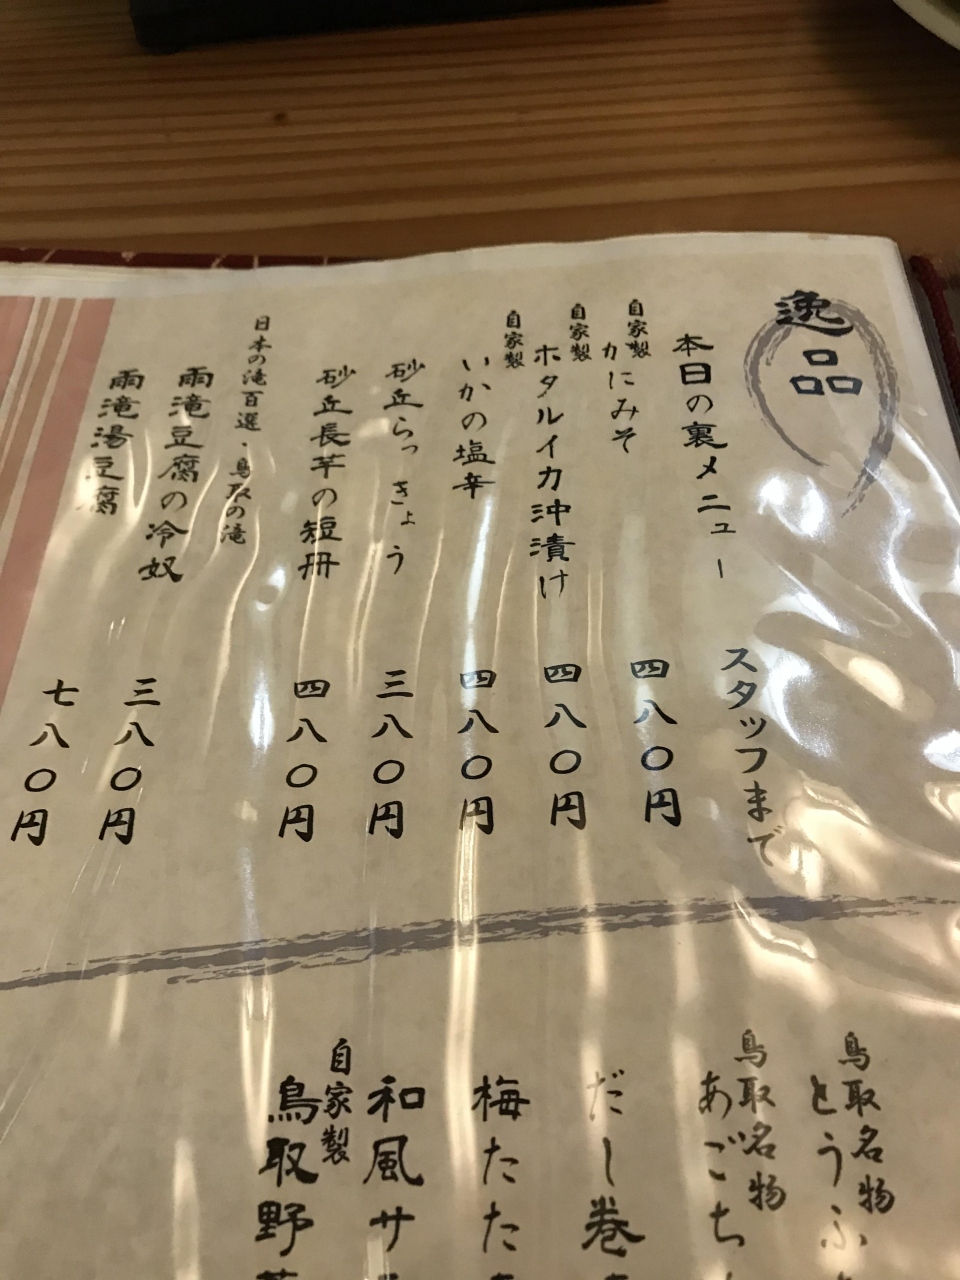 逸品
本日の裏メニュー　スタッフまで
自家製
かにみそ　四八〇円
自家製
ホタルイカ沖漬け　四八〇円
自家製
いかの塩辛　四八〇円
砂丘らっきょう　三八〇円
砂丘長芋の短冊　四八〇円
日本の滝百選・鳥取の滝
雨滝豆腐の冷奴　三八〇円
雨滝湯豆腐　七八〇円
鳥取名物
とうふ
鳥取名物
あごち
だし巻
梅たた
和風サ
自家製
鳥取野